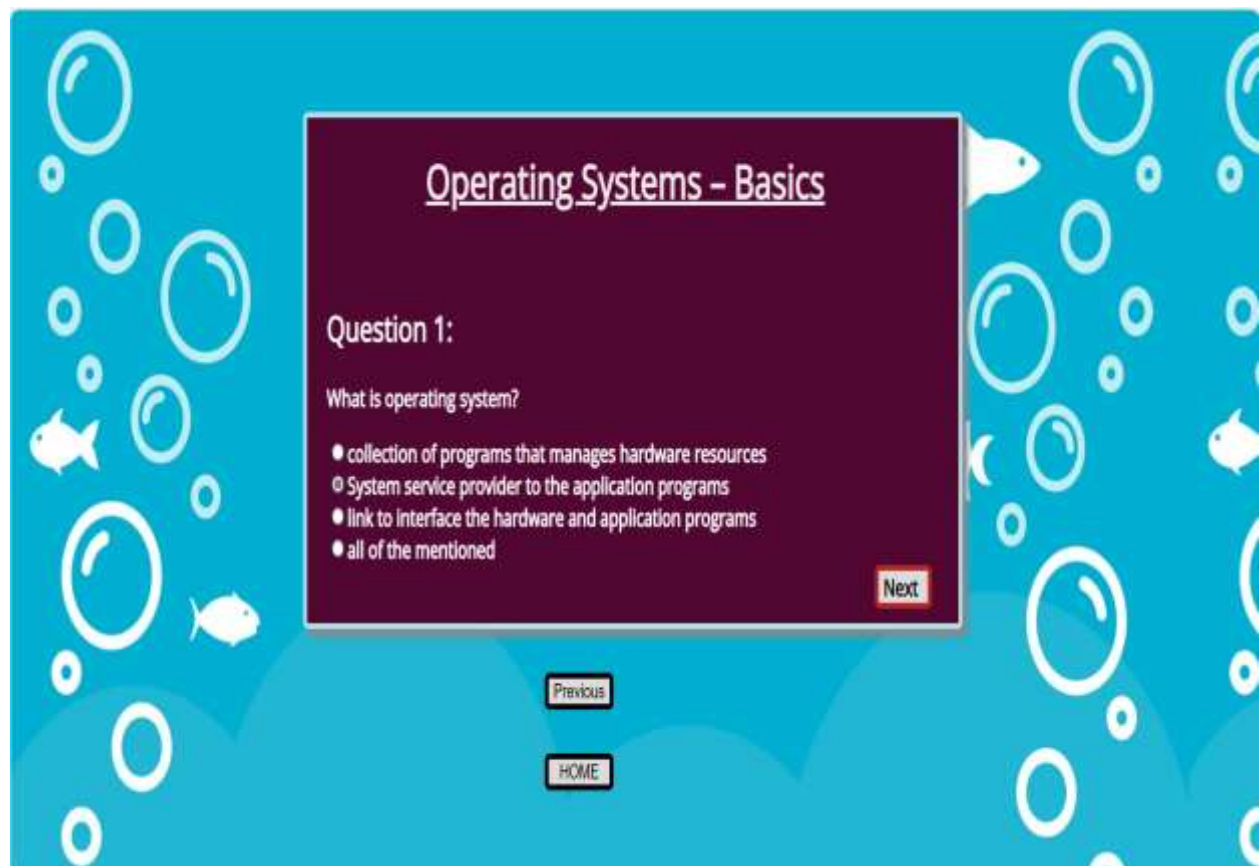 Operating Systems – Basics
Question 1:
What is operating system?
collection of programs that manages hardware resources
System service provider to the application programs
link to interface the hardware and application programs
all of the mentioned
Next
Previous
HOME